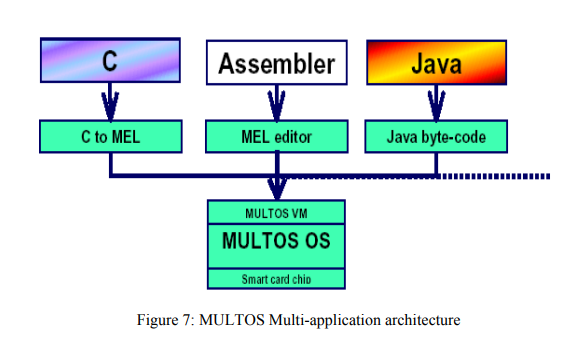 C
Assembler
Java
C to MEL
MEL editor
Java byte-code
MULTOS VM
MULTOS OS
Smart card chip
Figure 7: MULTOS Multi-application architecture